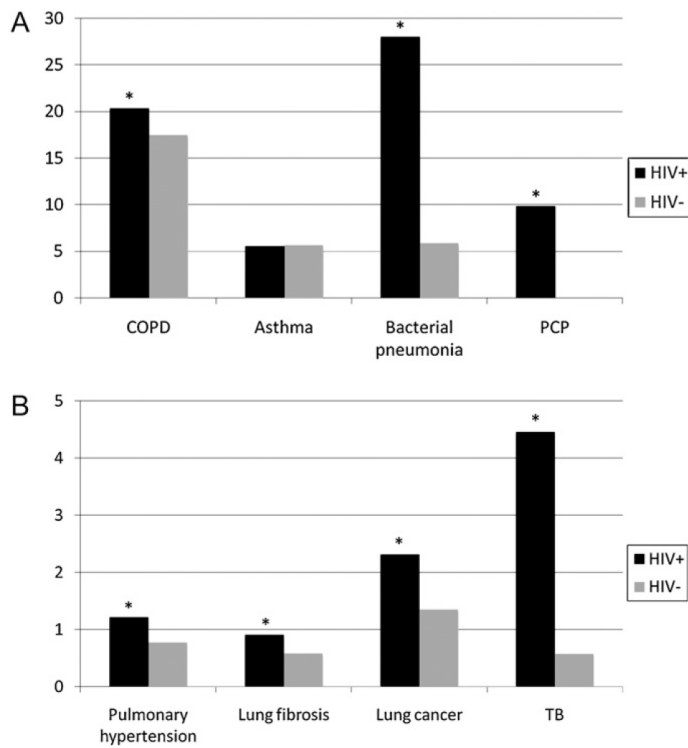 A
30
25
20
15
10
5
0
*
*
*
HIV+
HIV-
COPD
Asthma
Bacterial
pneumonia
PCP
B
5
4
3
2
1
0
*
*
*
*
HIV+
HIV-
Pulmonary
hypertension
Lung fibrosis
Lung cancer
TB